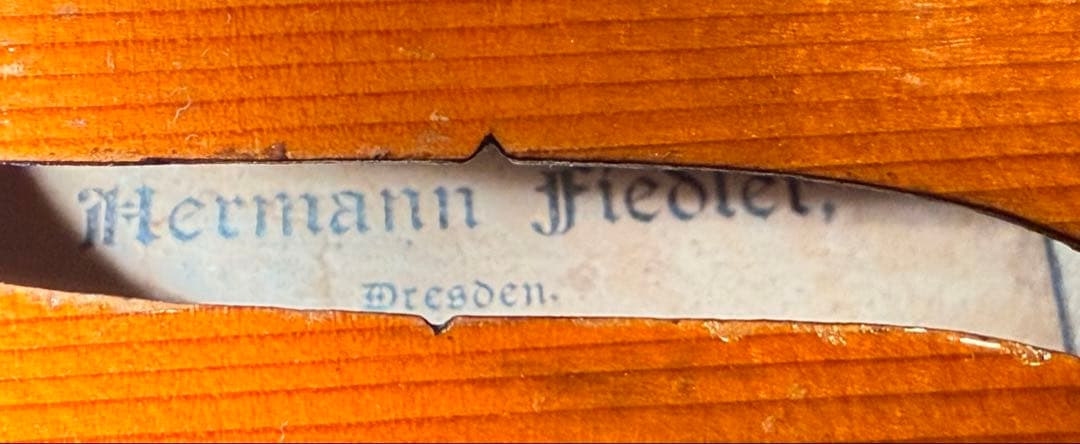 Hermann Fiedler,
Dresden.